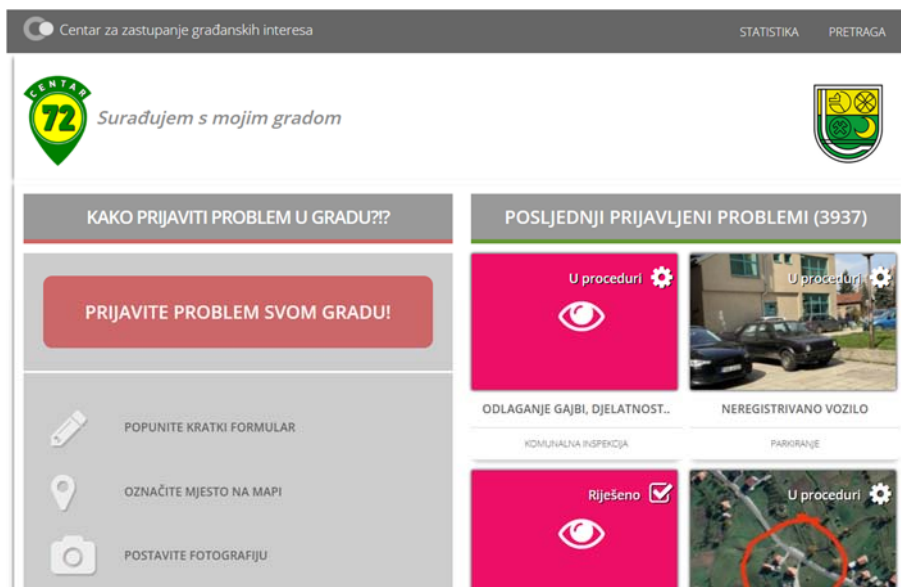 Centar za zastupanje građanskih interesa
STATISTIKA
PRETRAGA
CENTAR
72
Surađujem s mojim gradom
KAKO PRIJAVITI PROBLEM U GRADU?!?
PRIJAVITE PROBLEM SVOM GRADU!
POPUNITE KRATKI FORMULAR
OZNAČITE MJESTO NA MAPI
POSTAVITE FOTOGRAFIJU
POSLJEDNJI PRIJAVLJENI PROBLEMI (3937)
U proceduri
ODLAGANJE GAJBI, DJELATNOST..
KOMUNALNA INSPEKCIJA
U proceduri
NEREGISTRIVANO VOZILO
PARKIRANJE
Riješeno
U proceduri